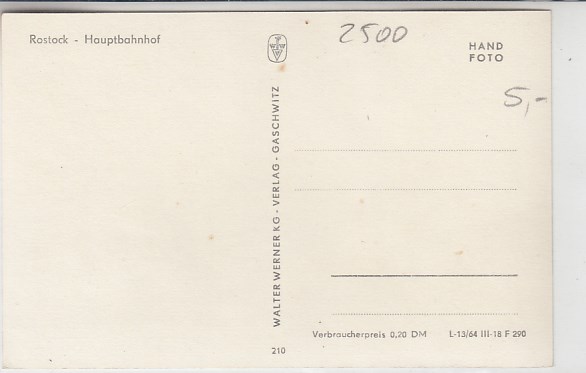 Rostock - Hauptbahnhof
2500
HAND
FOTO
5,-
WALTER WERNER KG - VERLAG - GASCHWITZ
Verbraucherpreis 0,20 DM L-13/64 III-18 F 290
210